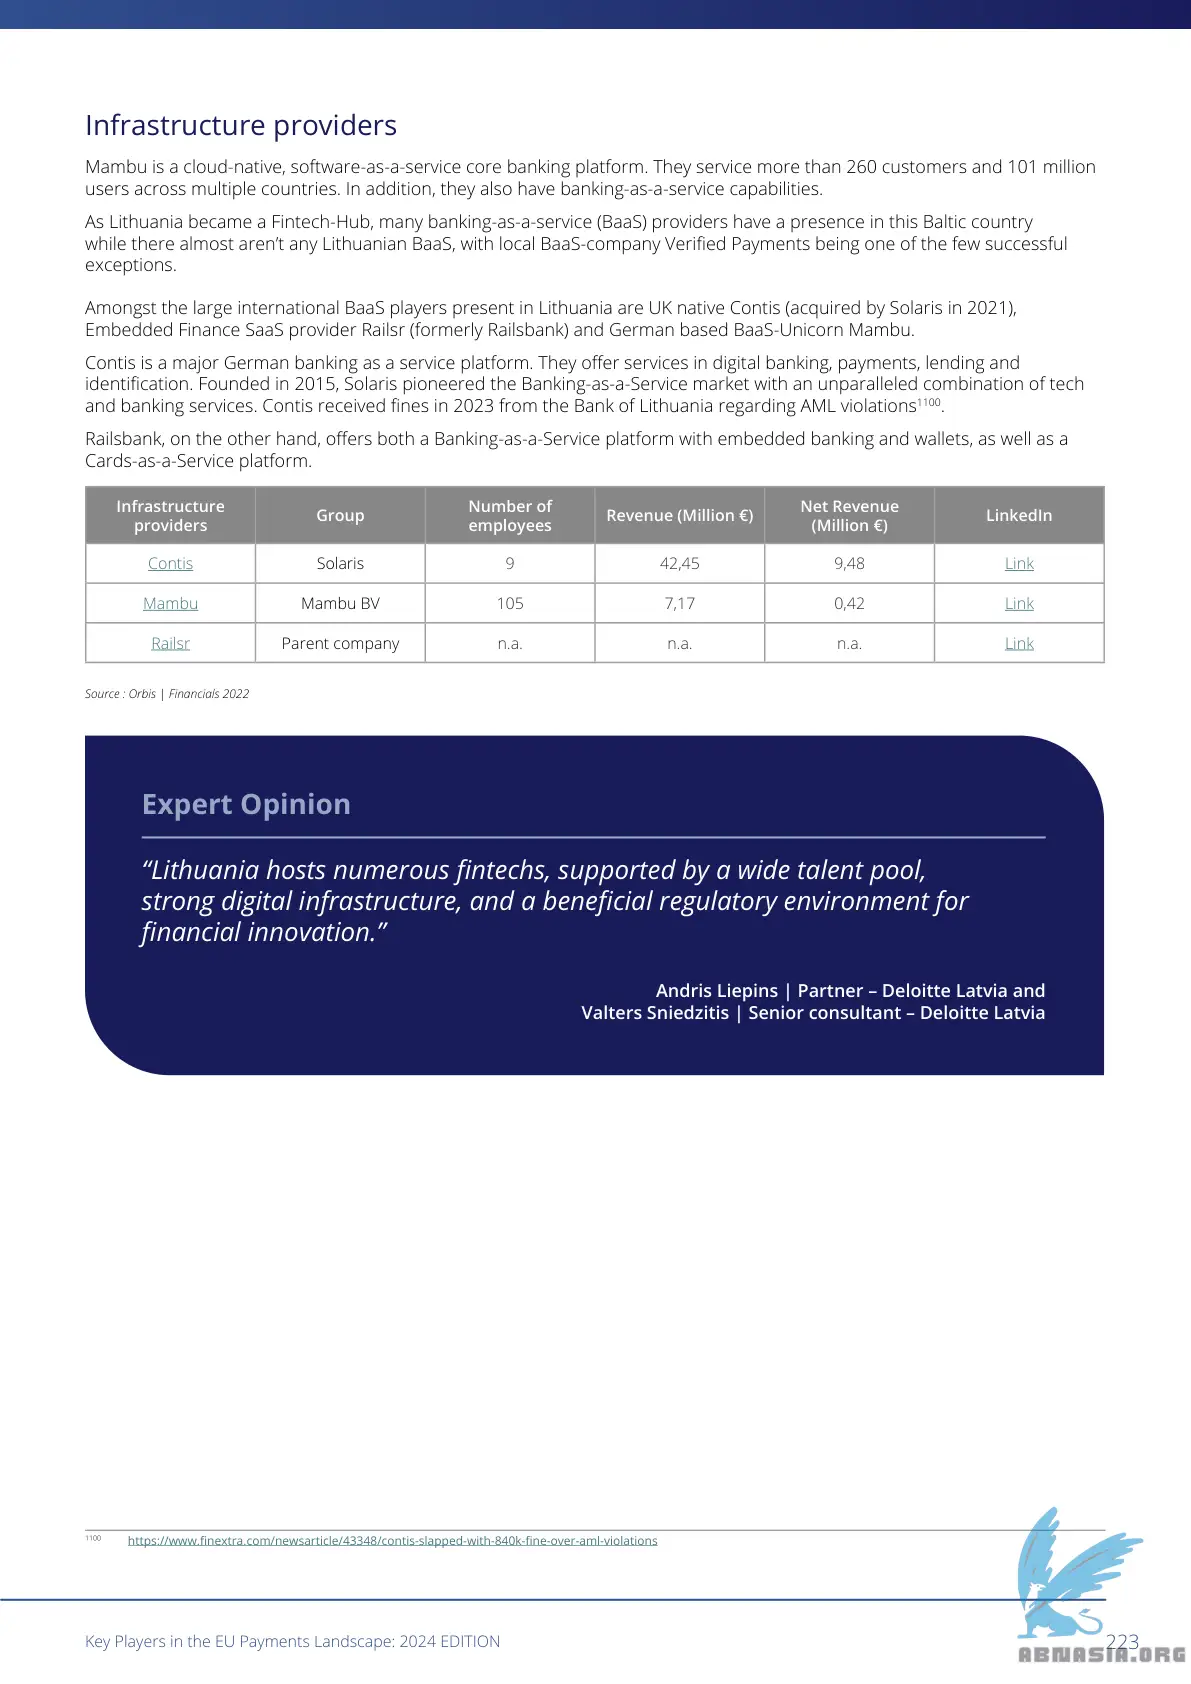 Infrastructure providers
Mambu is a cloud-native, software-as-a-service core banking platform. They service more than 260 customers and 101 million
users across multiple countries. In addition, they also have banking-as-a-service capabilities.
As Lithuania became a Fintech-Hub, many banking-as-a-service (BaaS) providers have a presence in this Baltic country
while there almost aren’t any Lithuanian BaaS, with local BaaS-company Verified Payments being one of the few successful
exceptions.
Amongst the large international BaaS players present in Lithuania are UK native Contis (acquired by Solaris in 2021),
Embedded Finance SaaS provider Railsr (formerly Railsbank) and German based BaaS-Unicorn Mambu.
Contis is a major German banking as a service platform. They offer services in digital banking, payments, lending and
identification. Founded in 2015, Solaris pioneered the Banking-as-a-Service market with an unparalleled combination of tech
and banking services. Contis received fines in 2023 from the Bank of Lithuania regarding AML violations1100.
Railsbank, on the other hand, offers both a Banking-as-a-Service platform with embedded banking and wallets, as well as a
Cards-as-a-Service platform.
Infrastructure providers Group Number of employees Revenue (Million €) Net Revenue (Million €) LinkedIn
Contis Solaris 9 42,45 9,48 Link
Mambu Mambu BV 105 7,17 0,42 Link
Railsr Parent company n.a. n.a. n.a. Link
Source : Orbis | Financials 2022
Expert Opinion
“Lithuania hosts numerous fintechs, supported by a wide talent pool,
strong digital infrastructure, and a beneficial regulatory environment for
financial innovation.”
Andris Liepins | Partner – Deloitte Latvia and
Valters Sniedzitis | Senior consultant – Deloitte Latvia
1100 https://www.finextra.com/newsarticle/43348/contis-slapped-with-840k-fine-over-aml-violations
Key Players in the EU Payments Landscape: 2024 EDITION
223
ABNASIA.ORG